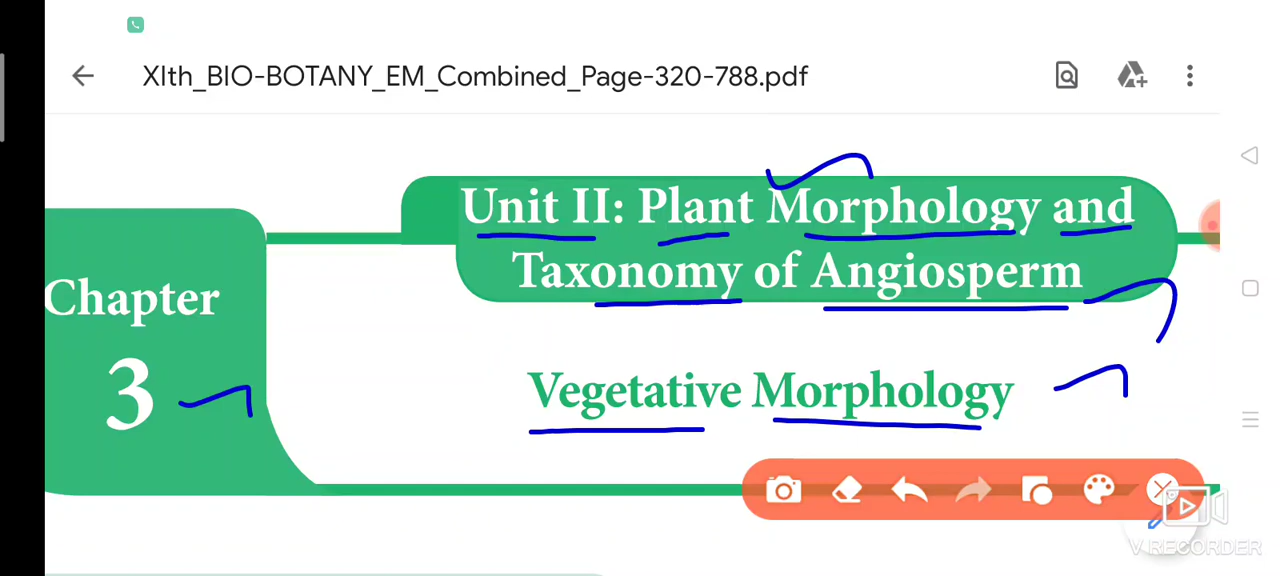 XIth_BIO-BOTANY_EM_Combined_Page-320-788.pdf
Unit II: Plant Morphology and
Taxonomy of Angiosperm
Chapter
3
Vegetative Morphology
V RECORDER